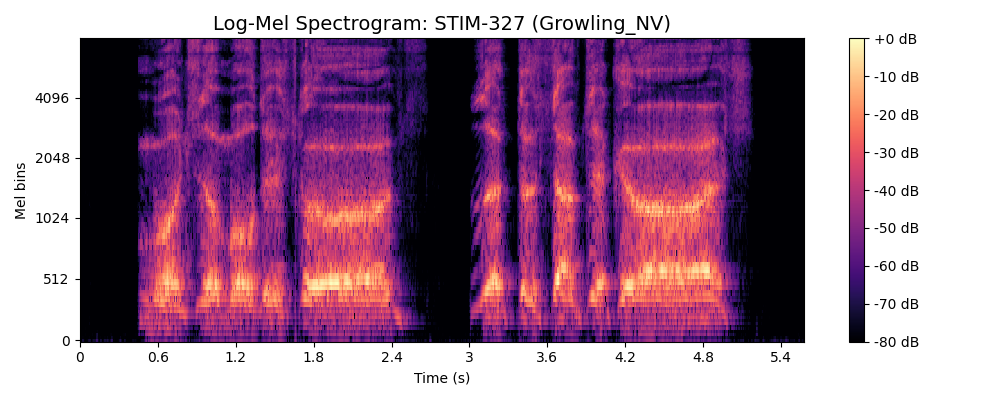 Log-Mel Spectrogram: STIM-327 (Growling_NV)
Mel bins
4096
2048
1024
512
0
0 0.6 1.2 1.8 2.4 3 3.6 4.2 4.8 5.4
Time (s)
+0 dB
-10 dB
-20 dB
-30 dB
-40 dB
-50 dB
-60 dB
-70 dB
-80 dB